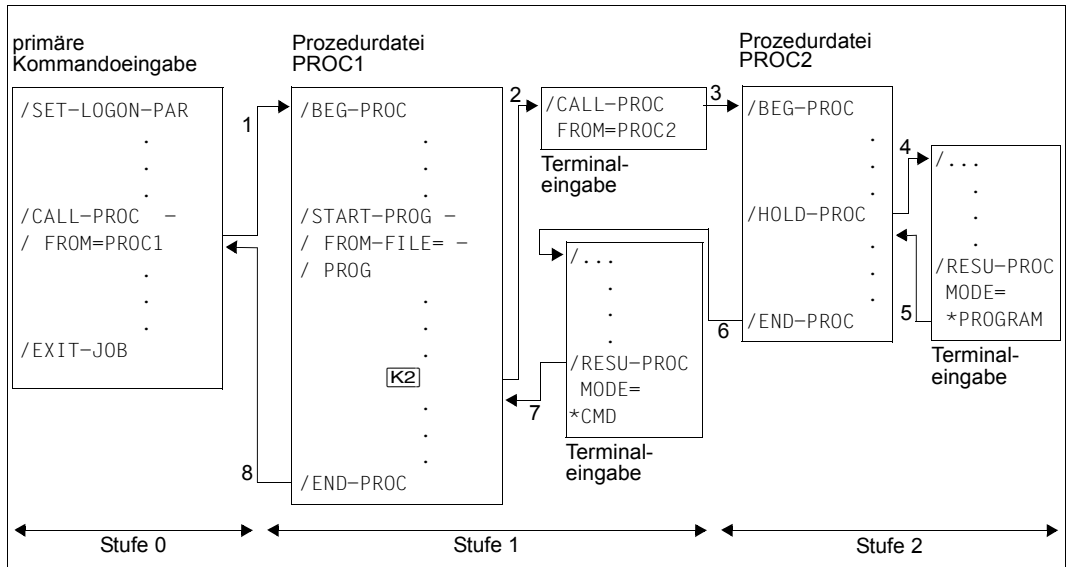 primäre
Kommandoeingabe
/SET-LOGON-PAR
.
.
.
/CALL-PROC -
/ FROM=PROC1
.
.
.
/EXIT-JOB
1
8
Prozedurdatei
PROC1
/BEG-PROC
.
.
.
/START-PROG -
/ FROM-FILE= -
/ PROG
.
.
.
K2
.
.
.
/END-PROC
2
/CALL-PROC
FROM=PROC2
Terminal-
eingabe
3
/...
.
.
.
/RESU-PROC
MODE=
*CMD
7
Terminal-
eingabe
6
Prozedurdatei
PROC2
/BEG-PROC
.
.
.
/HOLD-PROC
.
.
.
/END-PROC
4
/...
.
.
.
/RESU-PROC
MODE=
*PROGRAM
5
Terminal-
eingabe
Stufe 0
Stufe 1
Stufe 2